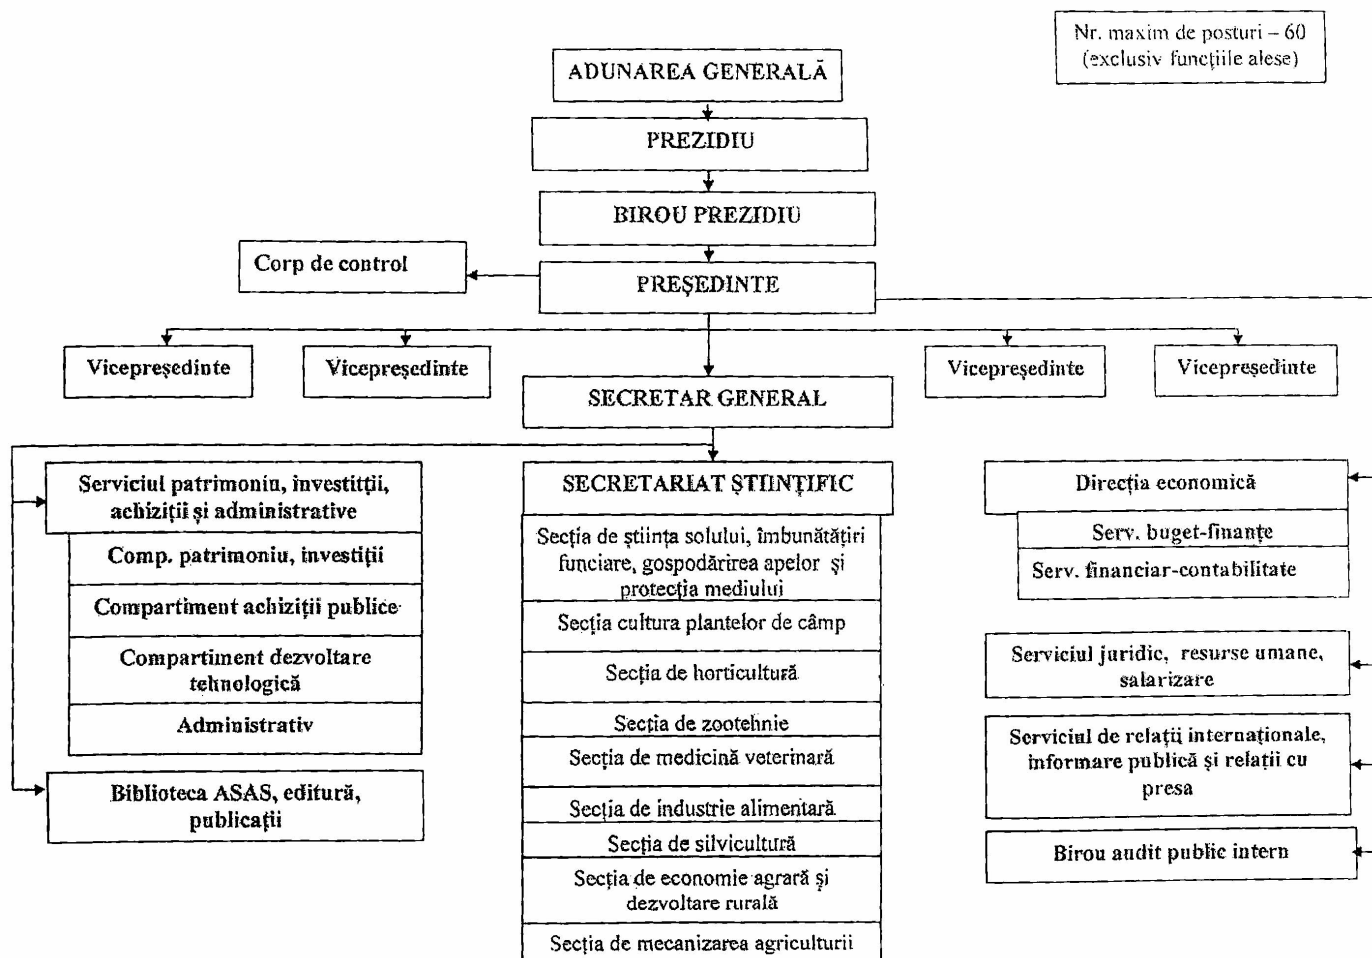 Nr. maxim de posturi – 60
(exclusiv funcțiile alese)
ADUNAREA GENERALĂ
PREZIDIU
BIROU PREZIDIU
Corp de control
PREȘEDINTE
Vicepreședinte
Vicepreședinte
Vicepreședinte
Vicepreședinte
SECRETAR GENERAL
Serviciul patrimoniu, investitții,
achiziții și administrative
Comp. patrimoniu, investiții
Compartiment achiziții publice
Compartiment dezvoltare
tehnologică
Administrativ
Biblioteca ASAS, editură,
publicații
SECRETARIAT ȘTIINȚIFIC
Secția de știința solului, îmbunătățiri
funciare, gospodărirea apelor și
protecția mediului
Secția cultura plantelor de câmp
Secția de horticultură
Secția de zootehnie
Secția de medicină veterinară
Secția de industrie alimentară
Secția de silvicultură
Secția de economie agrară și
dezvoltare rurală
Secția de mecanizarea agriculturii
Direcția economică
Serv. buget-finanțe
Serv. financiar-contabilitate
Serviciul juridic, resurse umane,
salarizare
Serviciul de relații internaționale,
informare publică și relații cu
presa
Birou audit public intern